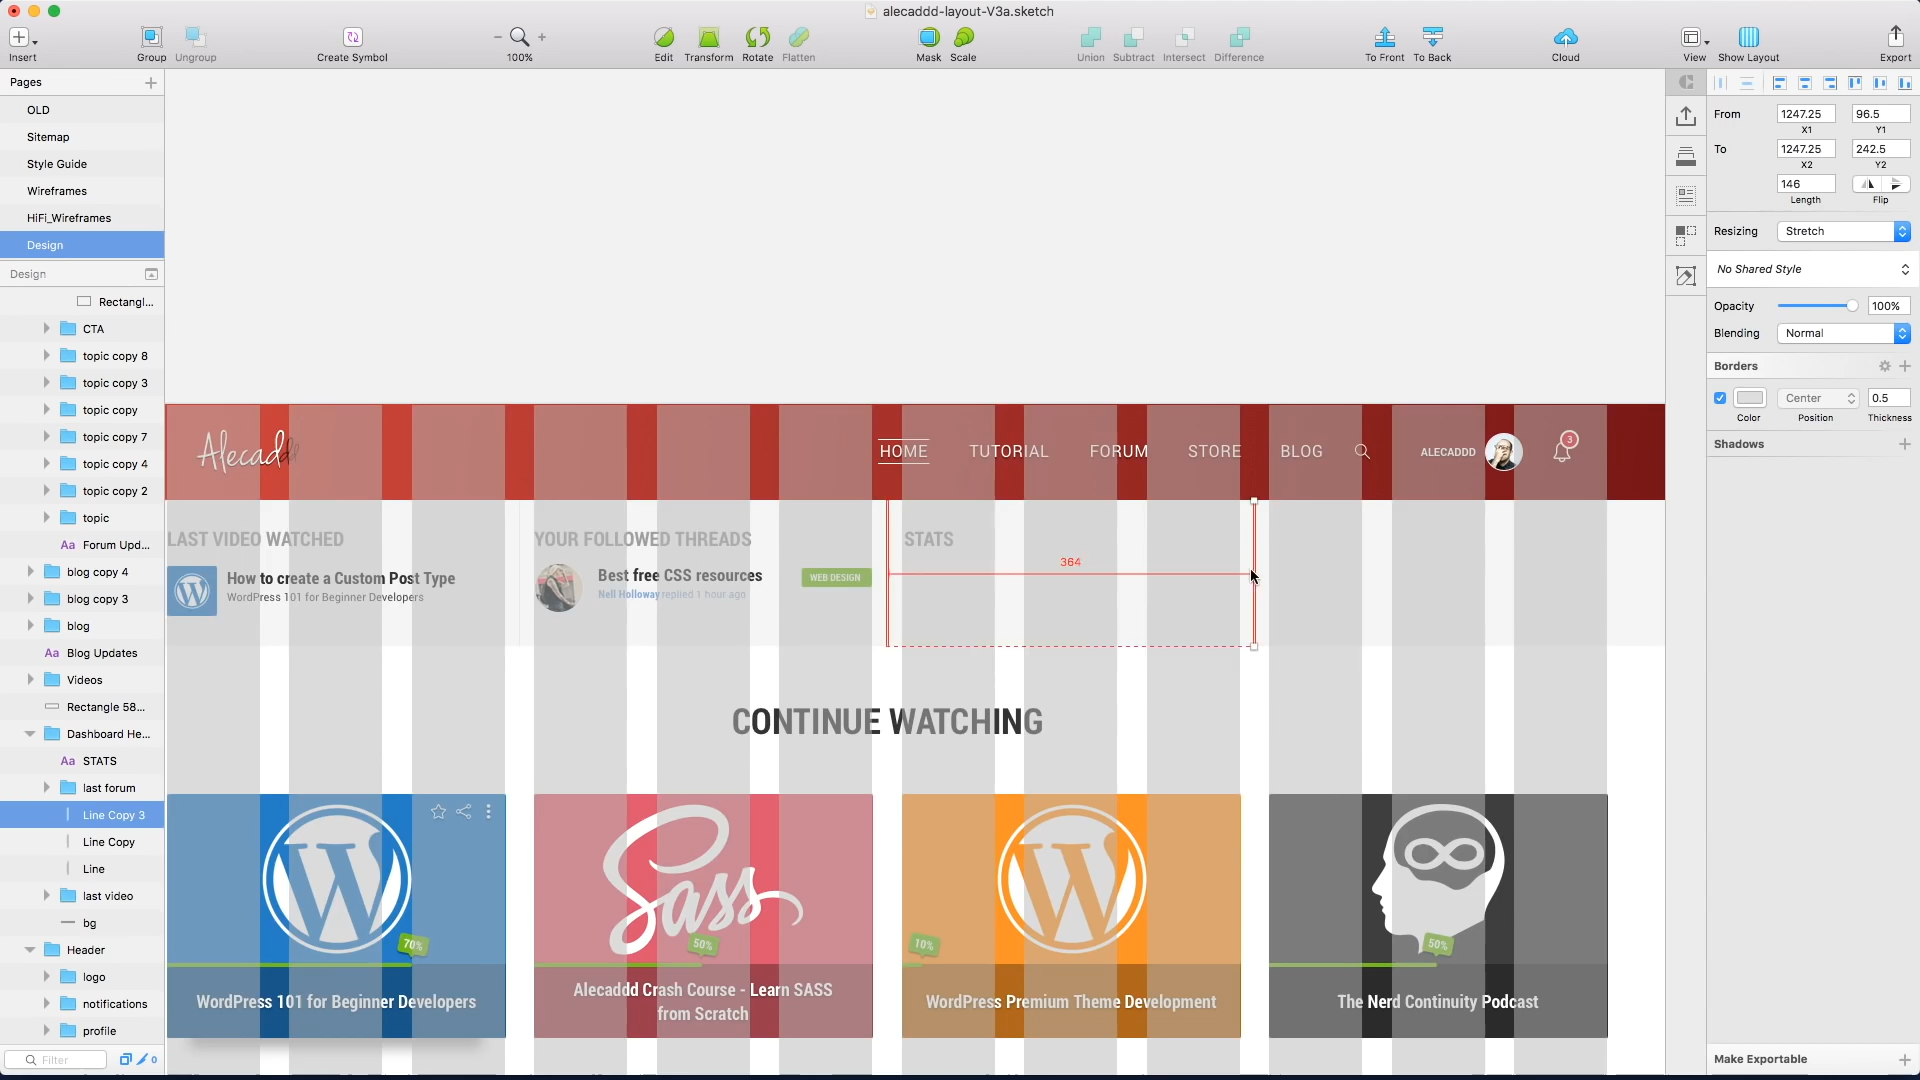 alecaddd-layout-V3a.sketch
Insert
Group
Ungroup
Create Symbol
100%
Edit
Transform
Rotate
Flatten
Mask
Scale
Union
Subtract
Intersect
Difference
To Front
To Back
Cloud
View
Show Layout
Export
Pages
OLD
Sitemap
Style Guide
Wireframes
HiFi_Wireframes
Design
Design
Rectangl...
CTA
topic copy 8
topic copy 3
topic copy
topic copy 7
topic copy 4
topic copy 2
topic
Aa Forum Upd...
blog copy 4
blog copy 3
blog
Aa Blog Updates
Videos
Rectangle 58...
Dashboard He...
Aa STATS
last forum
Line Copy 3
Line Copy
Line
last video
bg
Header
logo
notifications
profile
Filter
0
Alecaddd
HOME
TUTORIAL
FORUM
STORE
BLOG
ALECADDD
3
LAST VIDEO WATCHED
How to create a Custom Post Type
WordPress 101 for Beginner Developers
YOUR FOLLOWED THREADS
Best free CSS resources
Nell Holloway replied 1 hour ago
WEB DESIGN
STATS
364
CONTINUE WATCHING
70%
WordPress 101 for Beginner Developers
Sass
50%
Alecaddd Crash Course - Learn SASS
from Scratch
10%
WordPress Premium Theme Development
50%
The Nerd Continuity Podcast
From
1247.25
96.5
X1
Y1
To
1247.25
242.5
X2
Y2
146
Length
Flip
Resizing
Stretch
No Shared Style
Opacity
100%
Blending
Normal
Borders
Center
0.5
Color
Position
Thickness
Shadows
Make Exportable